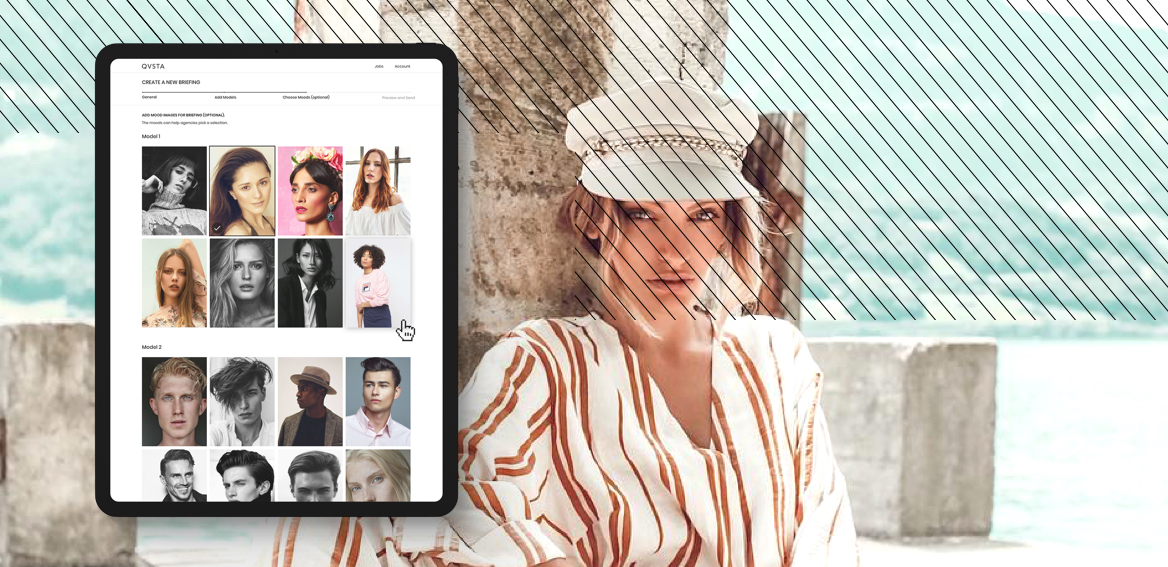 QVSTA
Jobs Account
CREATE A NEW BRIEFING
General Add Models Choose Moods (optional) Preview and Send
ADD MOOD IMAGES FOR BRIEFING (OPTIONAL).
The moods can help agencies pick a selection.
Model 1
Model 2